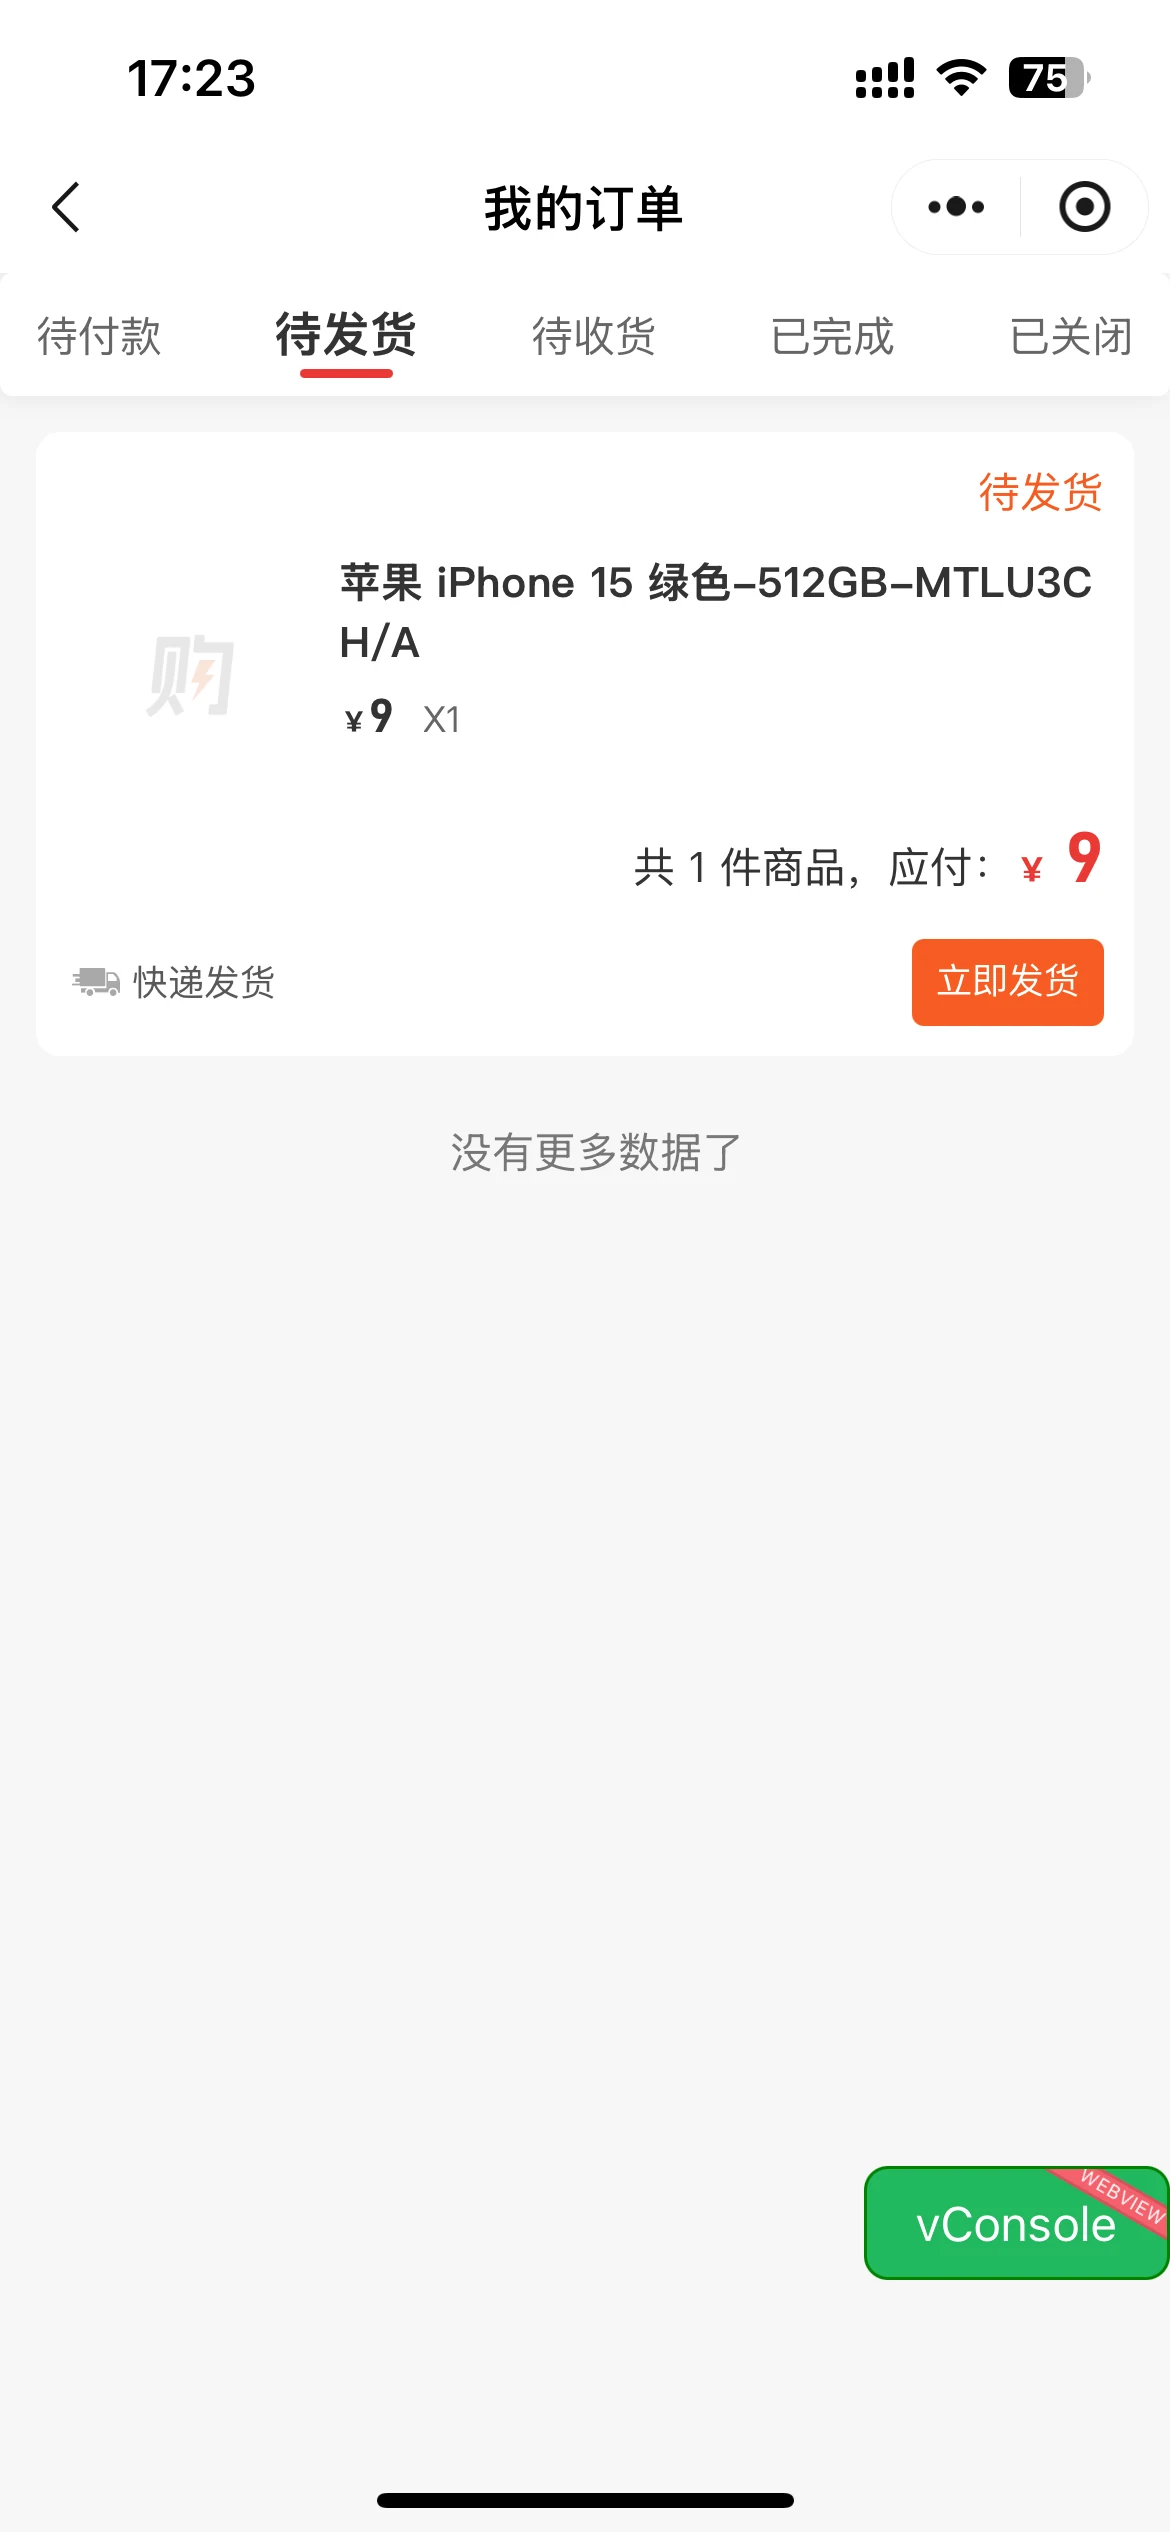 17:23
75
我的订单
待付款 待发货 待收货 已完成 已关闭
待发货
购
苹果 iPhone 15 绿色-512GB-MTLU3C
H/A
¥9 X1
共 1 件商品，应付： ¥ 9
快递发货
立即发货
没有更多数据了
WEBVIEW
vConsole